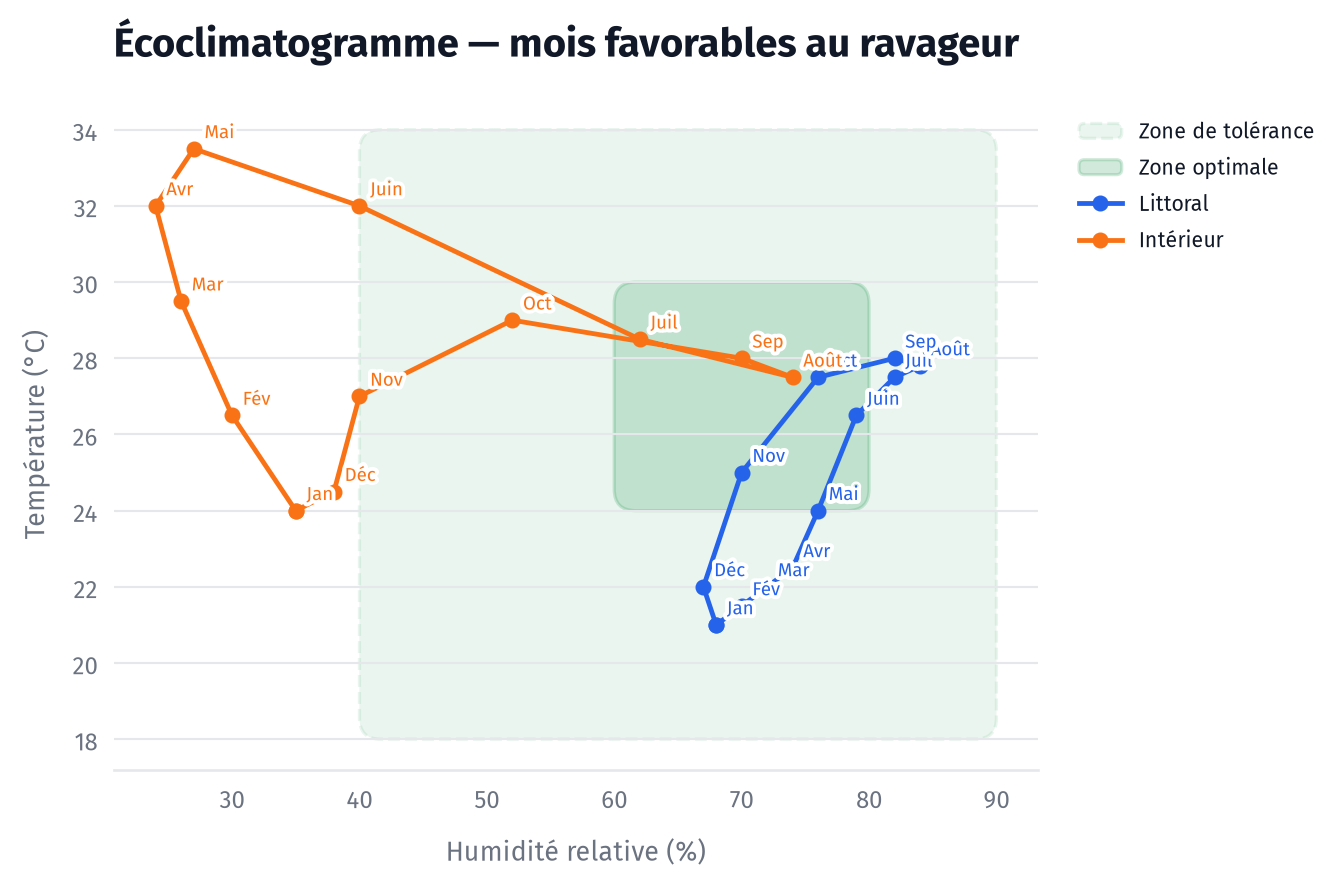 Écoclimatogramme — mois favorables au ravageur
34
32
30
28
26
24
22
20
18
Température (°C)
30
40
50
60
70
80
90
Humidité relative (%)
Zone de tolérance
Zone optimale
Littoral
Intérieur
Mai
Avr
Juin
Mar
Oct
Juil
Sep
Août
Sep
Août
Juil
Nov
Fév
Juin
Nov
Déc
Jan
Mai
Avr
Déc
Mar
Fév
Jan